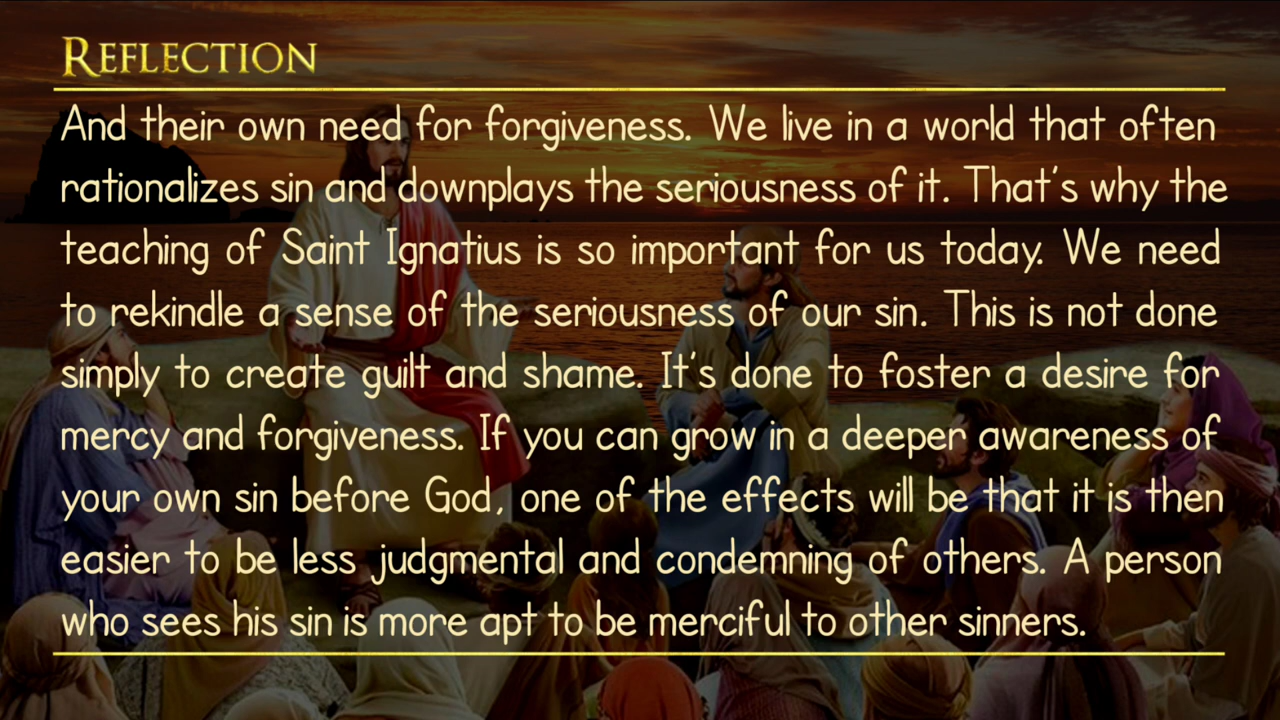 REFLECTION
And their own need for forgiveness. We live in a world that often
rationalizes sin and downplays the seriousness of it. That's why the
teaching of Saint Ignatius is so important for us today. We need
to rekindle a sense of the seriousness of our sin. This is not done
simply to create guilt and shame. It's done to foster a desire for
mercy and forgiveness. If you can grow in a deeper awareness of
your own sin before God, one of the effects will be that it is then
easier to be less judgmental and condemning of others. A person
who sees his sin is more apt to be merciful to other sinners.